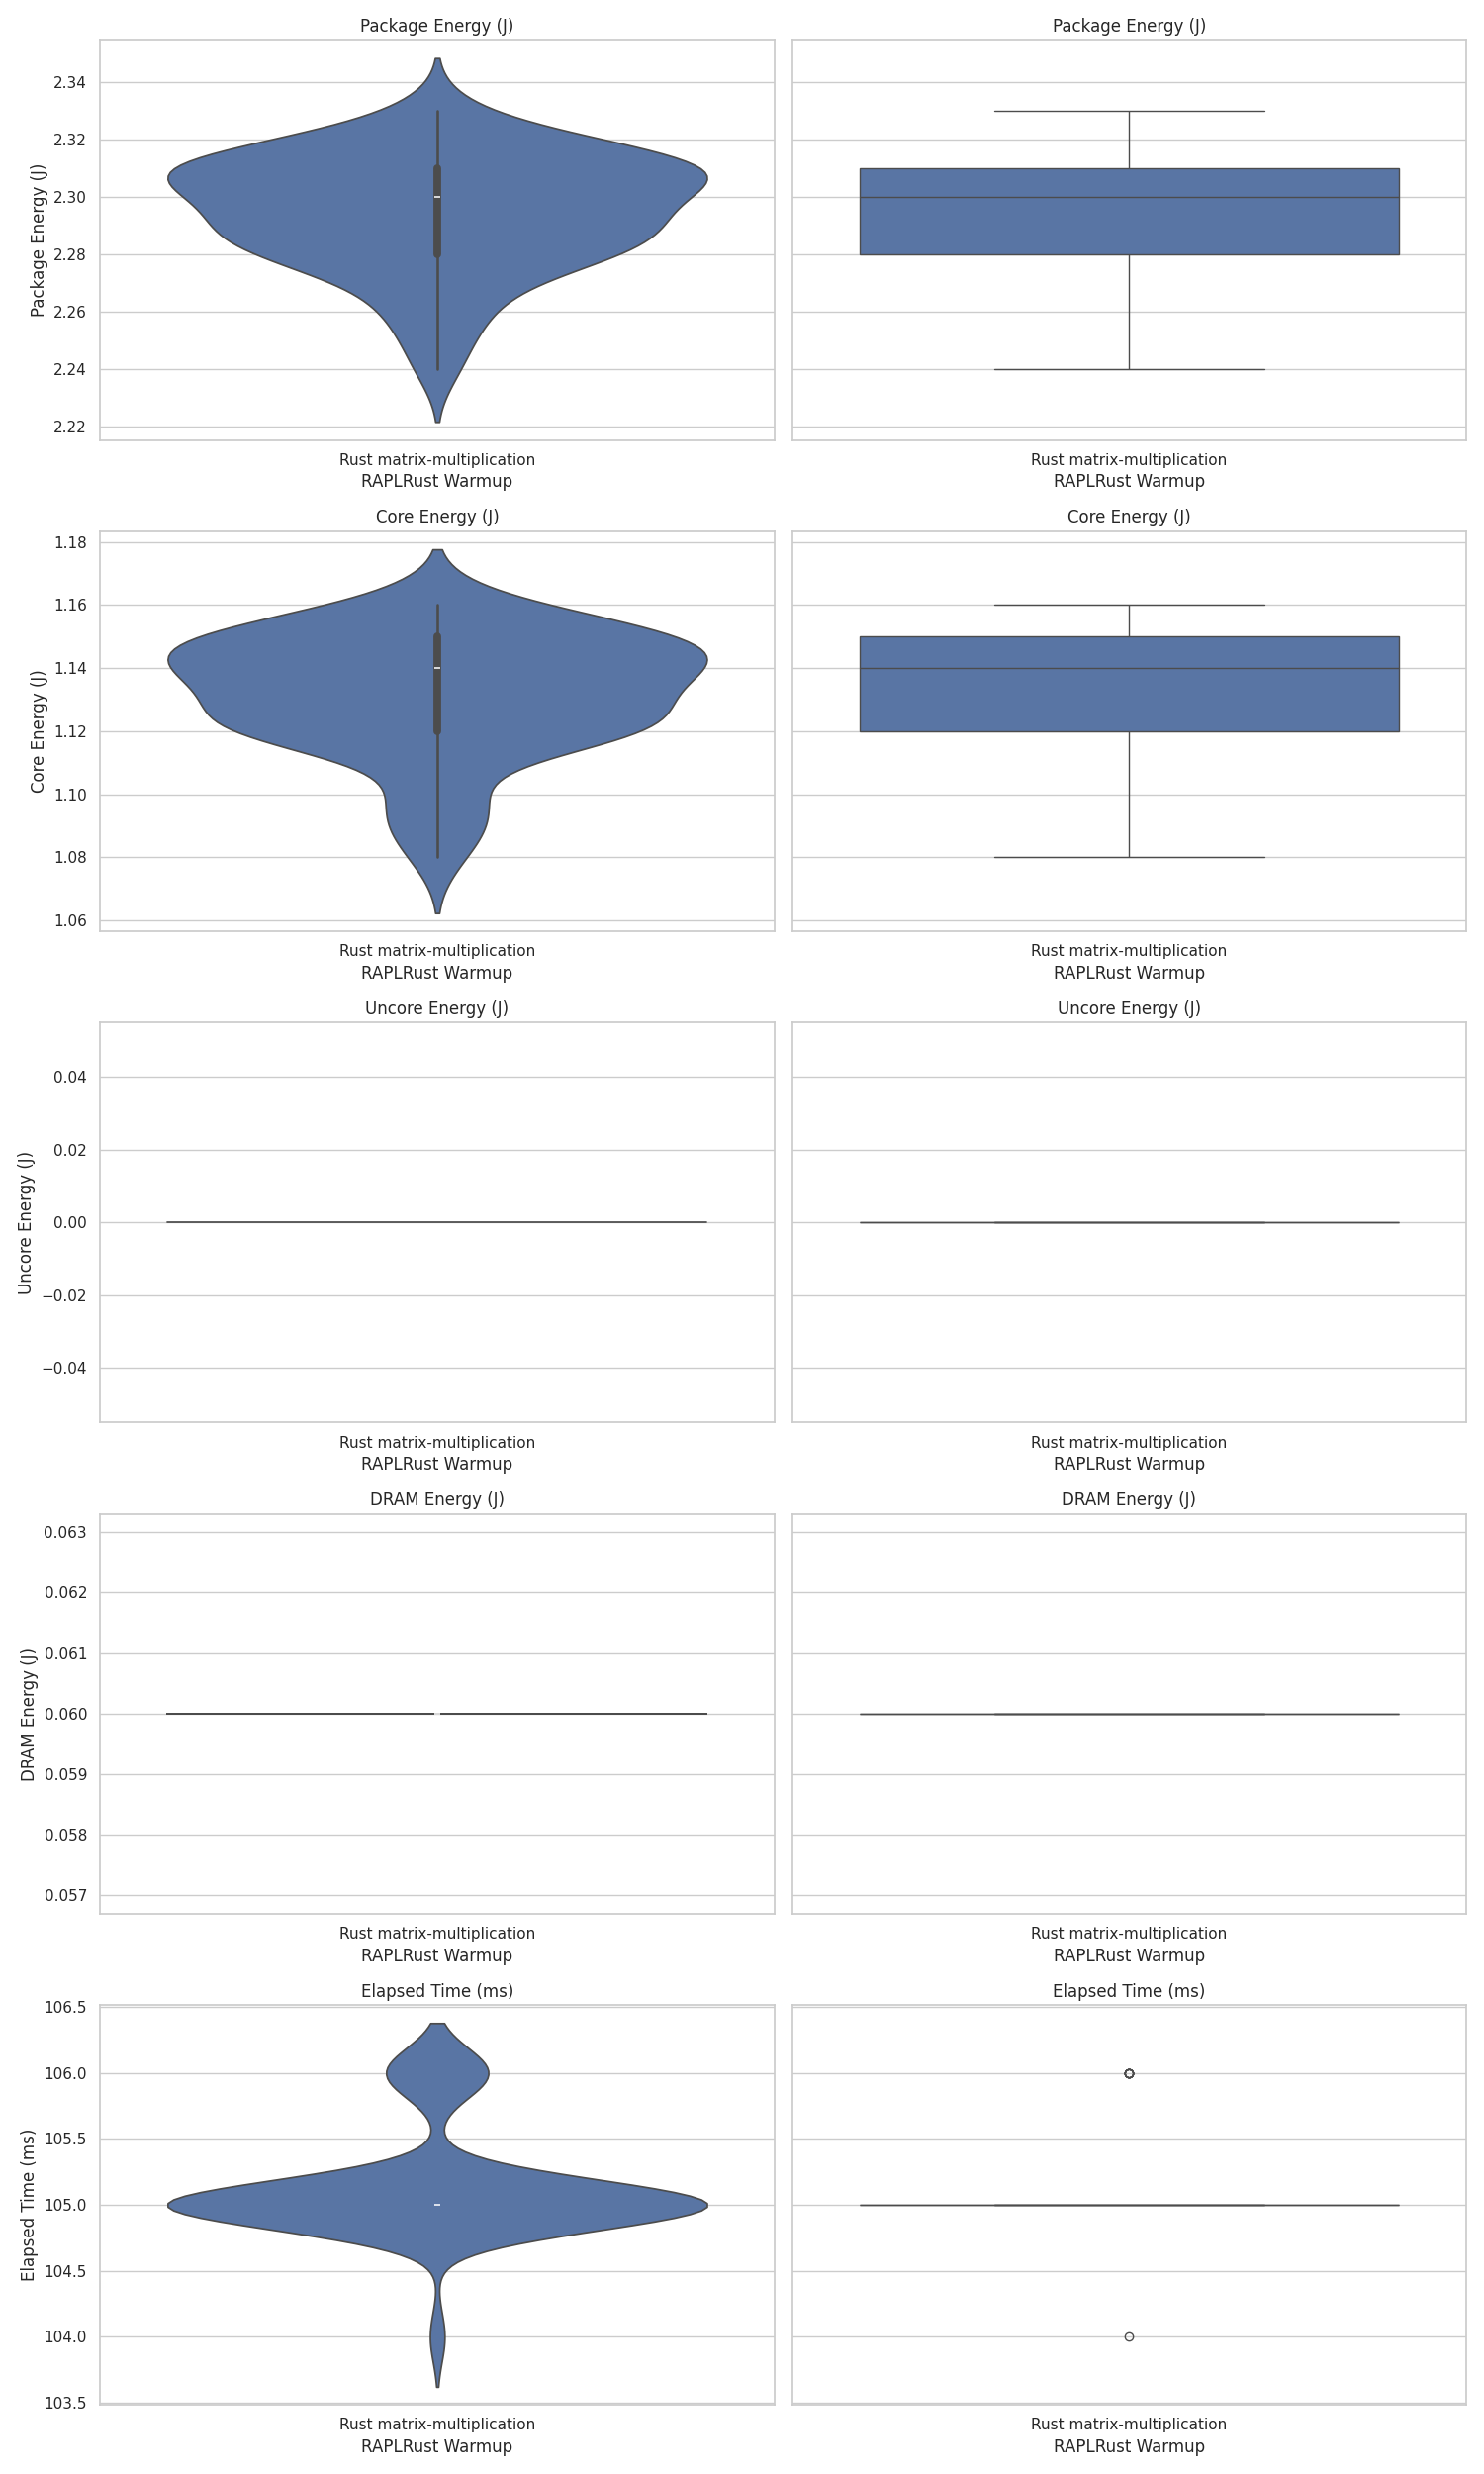 Package Energy (J)
Package Energy (J)
Package Energy (J)
2.34
2.32
2.30
2.28
2.26
2.24
2.22
Rust matrix-multiplication
RAPLRust Warmup
Rust matrix-multiplication
RAPLRust Warmup
Core Energy (J)
Core Energy (J)
Core Energy (J)
1.18
1.16
1.14
1.12
1.10
1.08
1.06
Rust matrix-multiplication
RAPLRust Warmup
Rust matrix-multiplication
RAPLRust Warmup
Uncore Energy (J)
Uncore Energy (J)
Uncore Energy (J)
0.04
0.02
0.00
−0.02
−0.04
Rust matrix-multiplication
RAPLRust Warmup
Rust matrix-multiplication
RAPLRust Warmup
DRAM Energy (J)
DRAM Energy (J)
DRAM Energy (J)
0.063
0.062
0.061
0.060
0.059
0.058
0.057
Rust matrix-multiplication
RAPLRust Warmup
Rust matrix-multiplication
RAPLRust Warmup
Elapsed Time (ms)
Elapsed Time (ms)
Elapsed Time (ms)
106.5
106.0
105.5
105.0
104.5
104.0
103.5
Rust matrix-multiplication
RAPLRust Warmup
Rust matrix-multiplication
RAPLRust Warmup